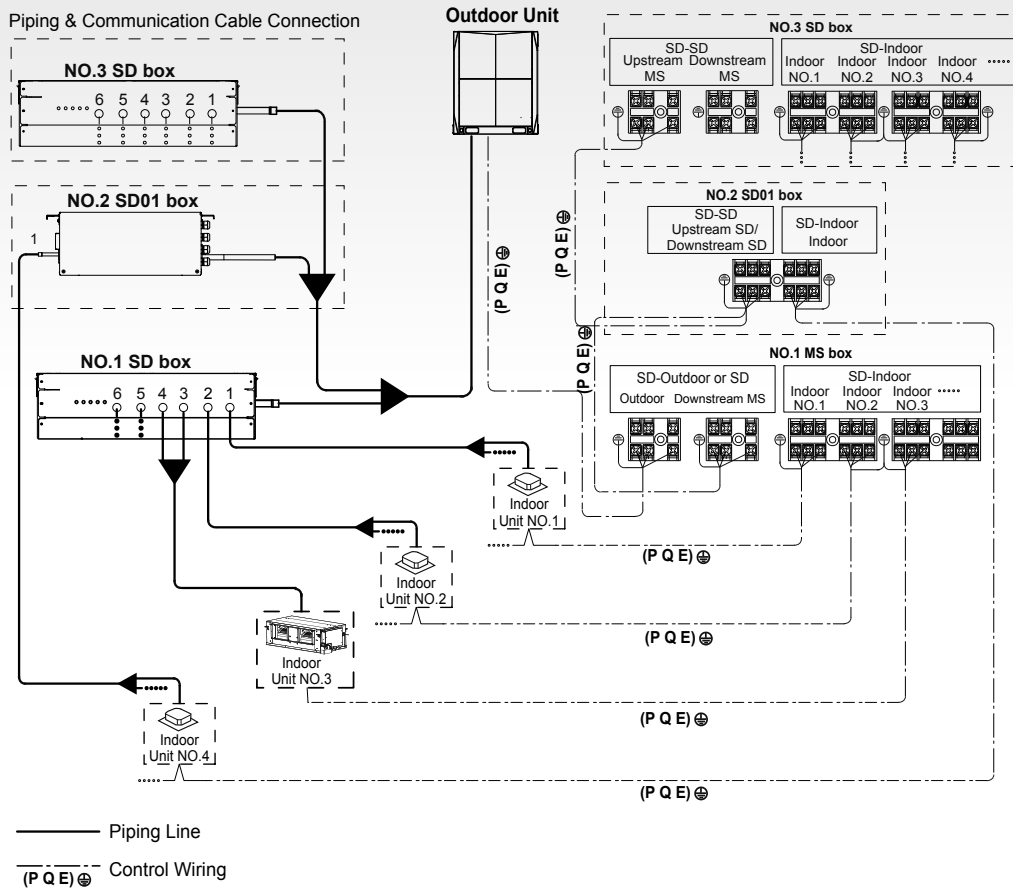 Piping & Communication Cable Connection
Outdoor Unit
NO.3 SD box
6 5 4 3 2 1
NO.2 SD01 box
1
NO.1 SD box
6 5 4 3 2 1
Indoor
Unit NO.1
Indoor
Unit NO.2
Indoor
Unit NO.3
Indoor
Unit NO.4
NO.3 SD box
SD-SD
Upstream Downstream
MS MS
SD-Indoor
Indoor Indoor Indoor Indoor
NO.1 NO.2 NO.3 NO.4
NO.2 SD01 box
SD-SD
Upstream SD/
Downstream SD
SD-Indoor
Indoor
NO.1 MS box
SD-Outdoor or SD
Outdoor Downstream MS
SD-Indoor
Indoor Indoor Indoor
NO.1 NO.2 NO.3
(P Q E)
(P Q E)
(P Q E)
(P Q E)
(P Q E)
(P Q E)
(P Q E)
Piping Line
(P Q E) Control Wiring